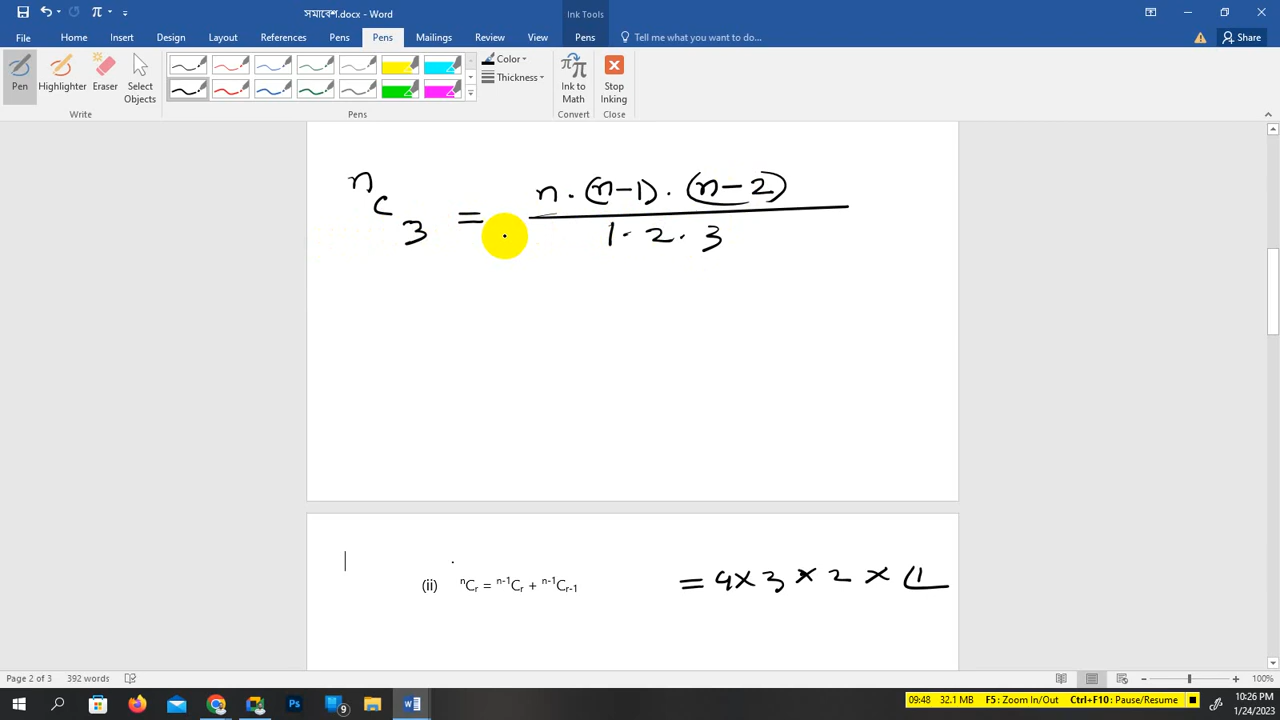 সমাবেশ.docx - Word
Ink Tools
File Home Insert Design Layout References Pens Pens Mailings Review View Pens Tell me what you want to do... Share
Pen Highlighter Eraser Select Objects Color Thickness Ink to Math Stop Inking
Write Pens Convert Close
ⁿC₃ = n · (n-1) · (n-2) / 1 · 2 · 3
(ii) ⁿCᵣ = ⁿ⁻¹Cᵣ + ⁿ⁻¹Cᵣ₋₁
= 4 × 3 × 2 × 1
Page 2 of 3 392 words 100%
09:48 32.1 MB F5: Zoom In/Out Ctrl+F10: Pause/Resume
10:26 PM
1/24/2023